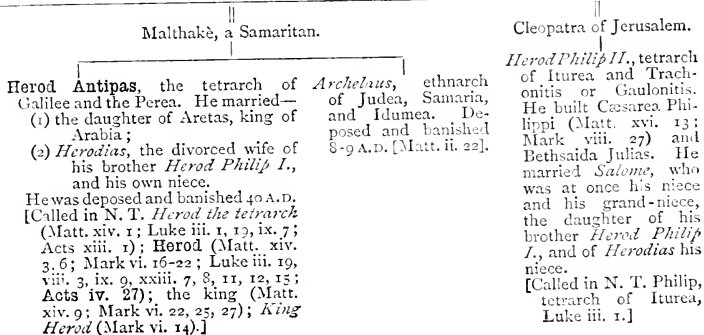 Malthakè, a Samaritan.
Herod Antipas, the tetrarch of
Galilee and the Perea. He married—
(1) the daughter of Aretas, king of
Arabia;
(2) Herodias, the divorced wife of
his brother Herod Philip I.,
and his own niece.
He was deposed and banished 40 A.D.
[Called in N. T. Herod the tetrarch
(Matt. xiv. 1; Luke iii. 1, 19, ix. 7;
Acts xiii. 1); Herod (Matt. xiv.
3, 6; Mark vi. 16-22; Luke iii. 19,
viii. 3, ix. 9, xxiii. 7, 8, 11, 12, 15;
Acts iv. 27); the king (Matt.
xiv. 9; Mark vi. 22, 25, 27); King
Herod (Mark vi. 14).]
Archelaus, ethnarch
of Judea, Samaria,
and Idumea. De-
posed and banished
8-9 A.D. [Matt. ii. 22].
Cleopatra of Jerusalem.
Herod Philip II., tetrarch
of Iturea and Trach-
onitis or Gaulonitis.
He built Cæsarea Phi-
lippi (Matt. xvi. 13;
Mark viii. 27) and
Bethsaida Julias. He
married Salome, who
was at once his niece
and his grand-niece,
the daughter of his
brother Herod Philip
I., and of Herodias his
niece.
[Called in N. T. Philip,
tetrarch of Iturea,
Luke iii. 1.]